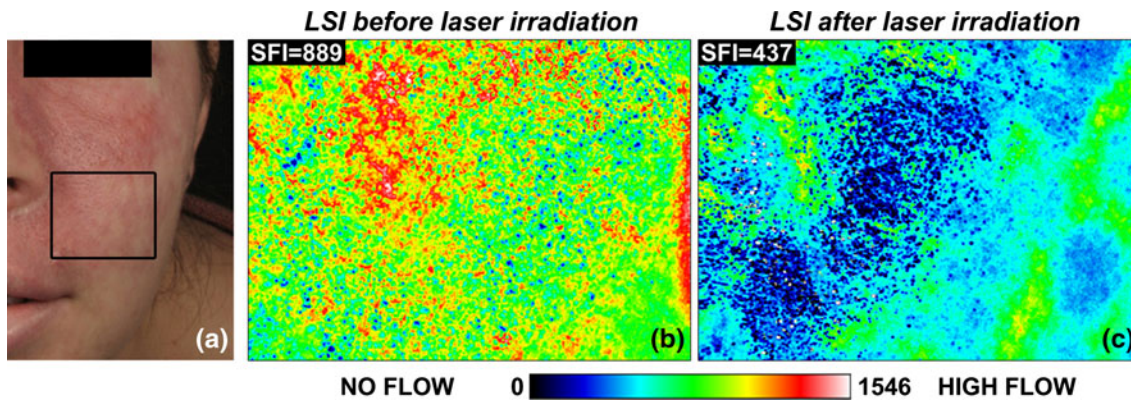 LSI before laser irradiation
LSI after laser irradiation
SFI=889
SFI=437
(a)
(b)
(c)
NO FLOW 0 1546 HIGH FLOW